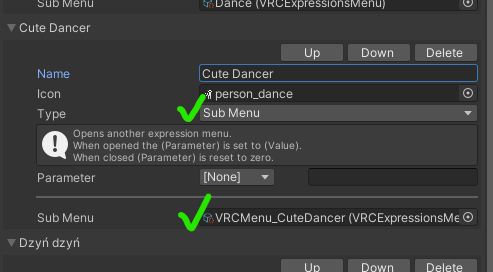 Sub Menu Dance (VRCExpressionsMenu)
Cute Dancer
Up Down Delete
Name Cute Dancer
Icon person_dance
Type Sub Menu
Opens another expression menu.
When opened the (Parameter) is set to (Value).
When closed (Parameter) is reset to zero.
Parameter [None]
Sub Menu VRCMenu_CuteDancer (VRCExpressionsMe
Dzyń dzyń
Up Down Delete